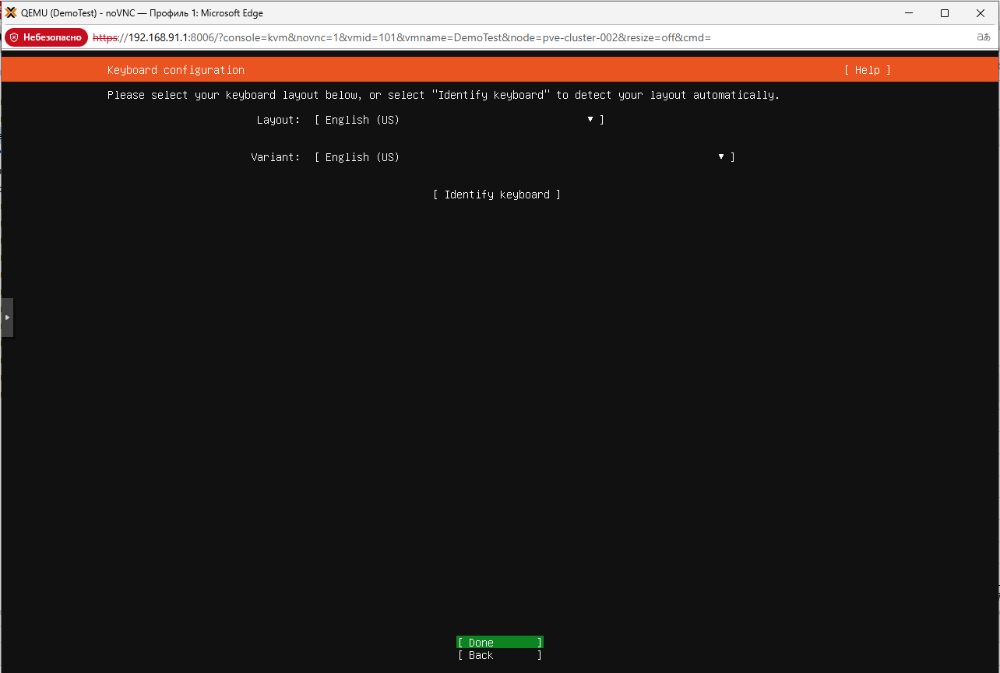 QEMU (DemoTest) - noVNC — Профиль 1: Microsoft Edge
Небезопасно https://192.168.91.1:8006/?console=kvm&novnc=1&vmid=101&vmname=DemoTest&node=pve-cluster-002&resize=off&cmd= aあ
Keyboard configuration [ Help ]
Please select your keyboard layout below, or select "Identify keyboard" to detect your layout automatically.
Layout: [ English (US) ▾ ]
Variant: [ English (US) ▾ ]
[ Identify keyboard ]
[ Done ]
[ Back ]